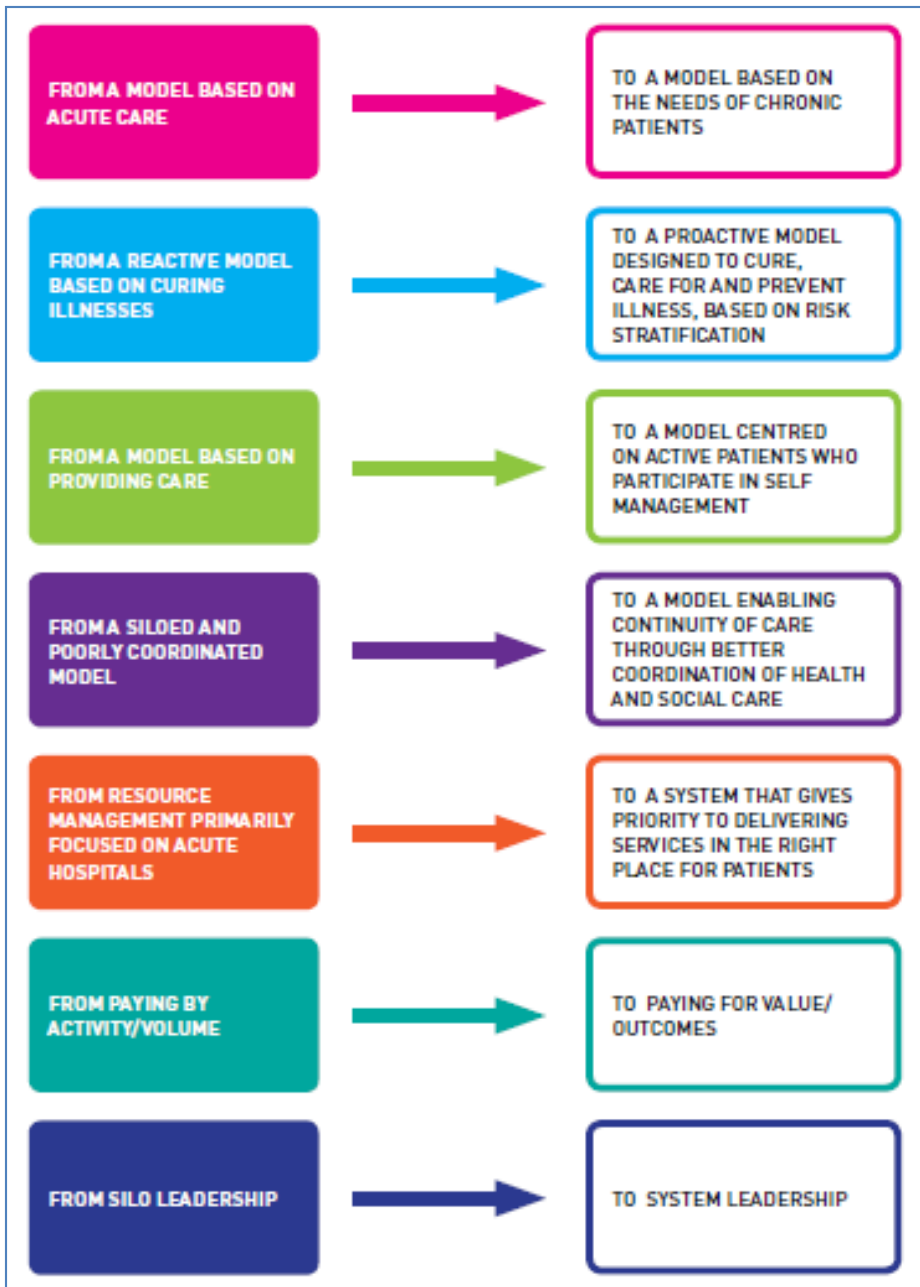 FROM A MODEL BASED ON
ACUTE CARE
TO A MODEL BASED ON
THE NEEDS OF CHRONIC
PATIENTS
FROM A REACTIVE MODEL
BASED ON CURING
ILLNESSES
TO A PROACTIVE MODEL
DESIGNED TO CURE,
CARE FOR AND PREVENT
ILLNESS, BASED ON RISK
STRATIFICATION
FROM A MODEL BASED ON
PROVIDING CARE
TO A MODEL CENTRED
ON ACTIVE PATIENTS WHO
PARTICIPATE IN SELF
MANAGEMENT
FROM A SILOED AND
POORLY COORDINATED
MODEL
TO A MODEL ENABLING
CONTINUITY OF CARE
THROUGH BETTER
COORDINATION OF HEALTH
AND SOCIAL CARE
FROM RESOURCE
MANAGEMENT PRIMARILY
FOCUSED ON ACUTE
HOSPITALS
TO A SYSTEM THAT GIVES
PRIORITY TO DELIVERING
SERVICES IN THE RIGHT
PLACE FOR PATIENTS
FROM PAYING BY
ACTIVITY/VOLUME
TO PAYING FOR VALUE/
OUTCOMES
FROM SILO LEADERSHIP
TO SYSTEM LEADERSHIP